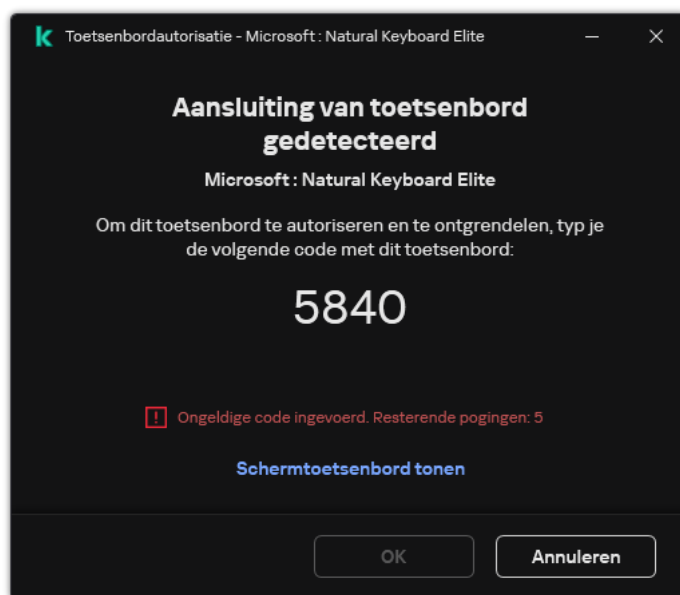 Toetsenbordautorisatie - Microsoft : Natural Keyboard Elite
Aansluiting van toetsenbord
gedetecteerd
Microsoft : Natural Keyboard Elite
Om dit toetsenbord te autoriseren en te ontgrendelen, typ je
de volgende code met dit toetsenbord:
5840
Ongeldige code ingevoerd. Resterende pogingen: 5
Schermtoetsenbord tonen
OK
Annuleren